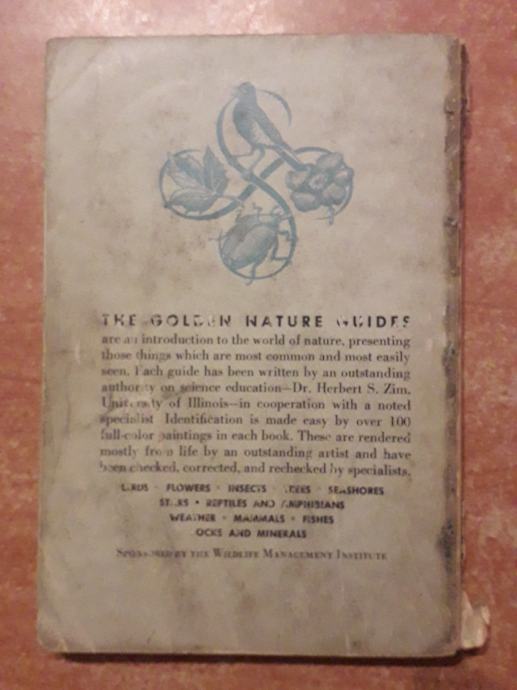 THE GOLDEN NATURE GUIDES
are an introduction to the world of nature, presenting
those things which are most common and most easily
seen. Each guide has been written by an outstanding
authority on science education—Dr. Herbert S. Zim,
University of Illinois—in cooperation with a noted
specialist Identification is made easy by over 100
full-color paintings in each book. These are rendered
mostly from life by an outstanding artist and have
been checked, corrected, and rechecked by specialists.
BIRDS · FLOWERS · INSECTS · TREES · SEASHORES
STARS • REPTILES AND AMPHIBIANS
WEATHER · MAMMALS · FISHES
ROCKS AND MINERALS
SPONSORED BY THE WILDLIFE MANAGEMENT INSTITUTE